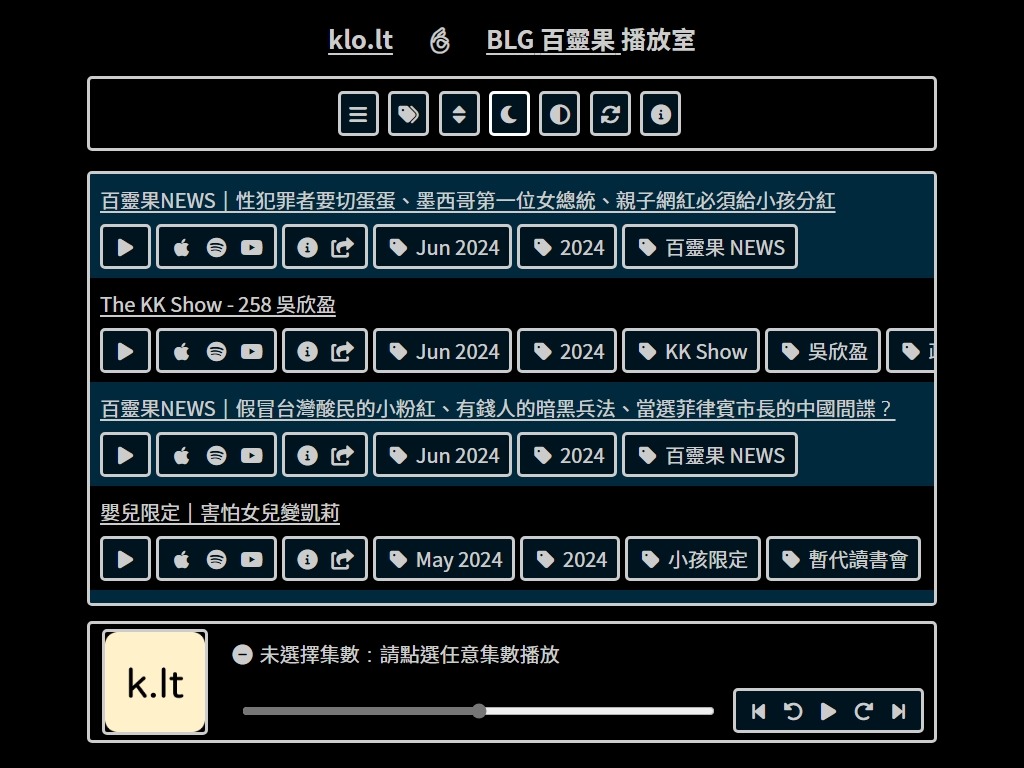 klo.lt BLG 百靈果 播放室
百靈果NEWS｜性犯罪者要切蛋蛋、墨西哥第一位女總統、親子網紅必須給小孩分紅
Jun 2024 2024 百靈果 NEWS
The KK Show - 258 吳欣盈
Jun 2024 2024 KK Show 吳欣盈
百靈果NEWS｜假冒台灣酸民的小粉紅、有錢人的暗黑兵法、當選菲律賓市長的中國間諜？
Jun 2024 2024 百靈果 NEWS
嬰兒限定｜害怕女兒變凱莉
May 2024 2024 小孩限定 暫代讀書會
k.lt
未選擇集數：請點選任意集數播放